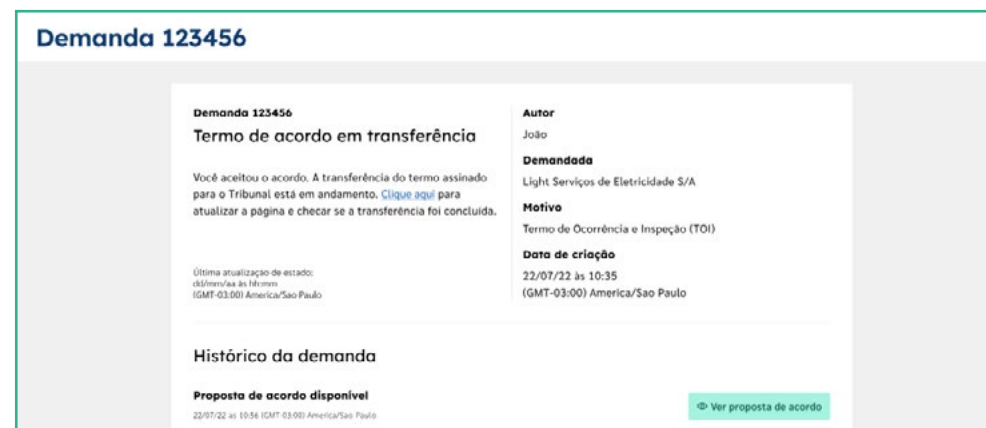 Demanda 123456
Demanda 123456
Termo de acordo em transferência
Você aceitou o acordo. A transferência do termo assinado
para o Tribunal está em andamento. Clique aqui para
atualizar a página e checar se a transferência foi concluída.
Última atualização de estado:
dd/mm/aa às hh:mm
(GMT-03:00) America/Sao Paulo
Autor
João
Demandada
Light Serviços de Eletricidade S/A
Motivo
Termo de Ocorrência e Inspeção (TOI)
Data de criação
22/07/22 às 10:35
(GMT-03:00) America/Sao Paulo
Histórico da demanda
Proposta de acordo disponível
22/07/22 às 10:56 (GMT 03:00) America/Sao Paulo
Ver proposta de acordo